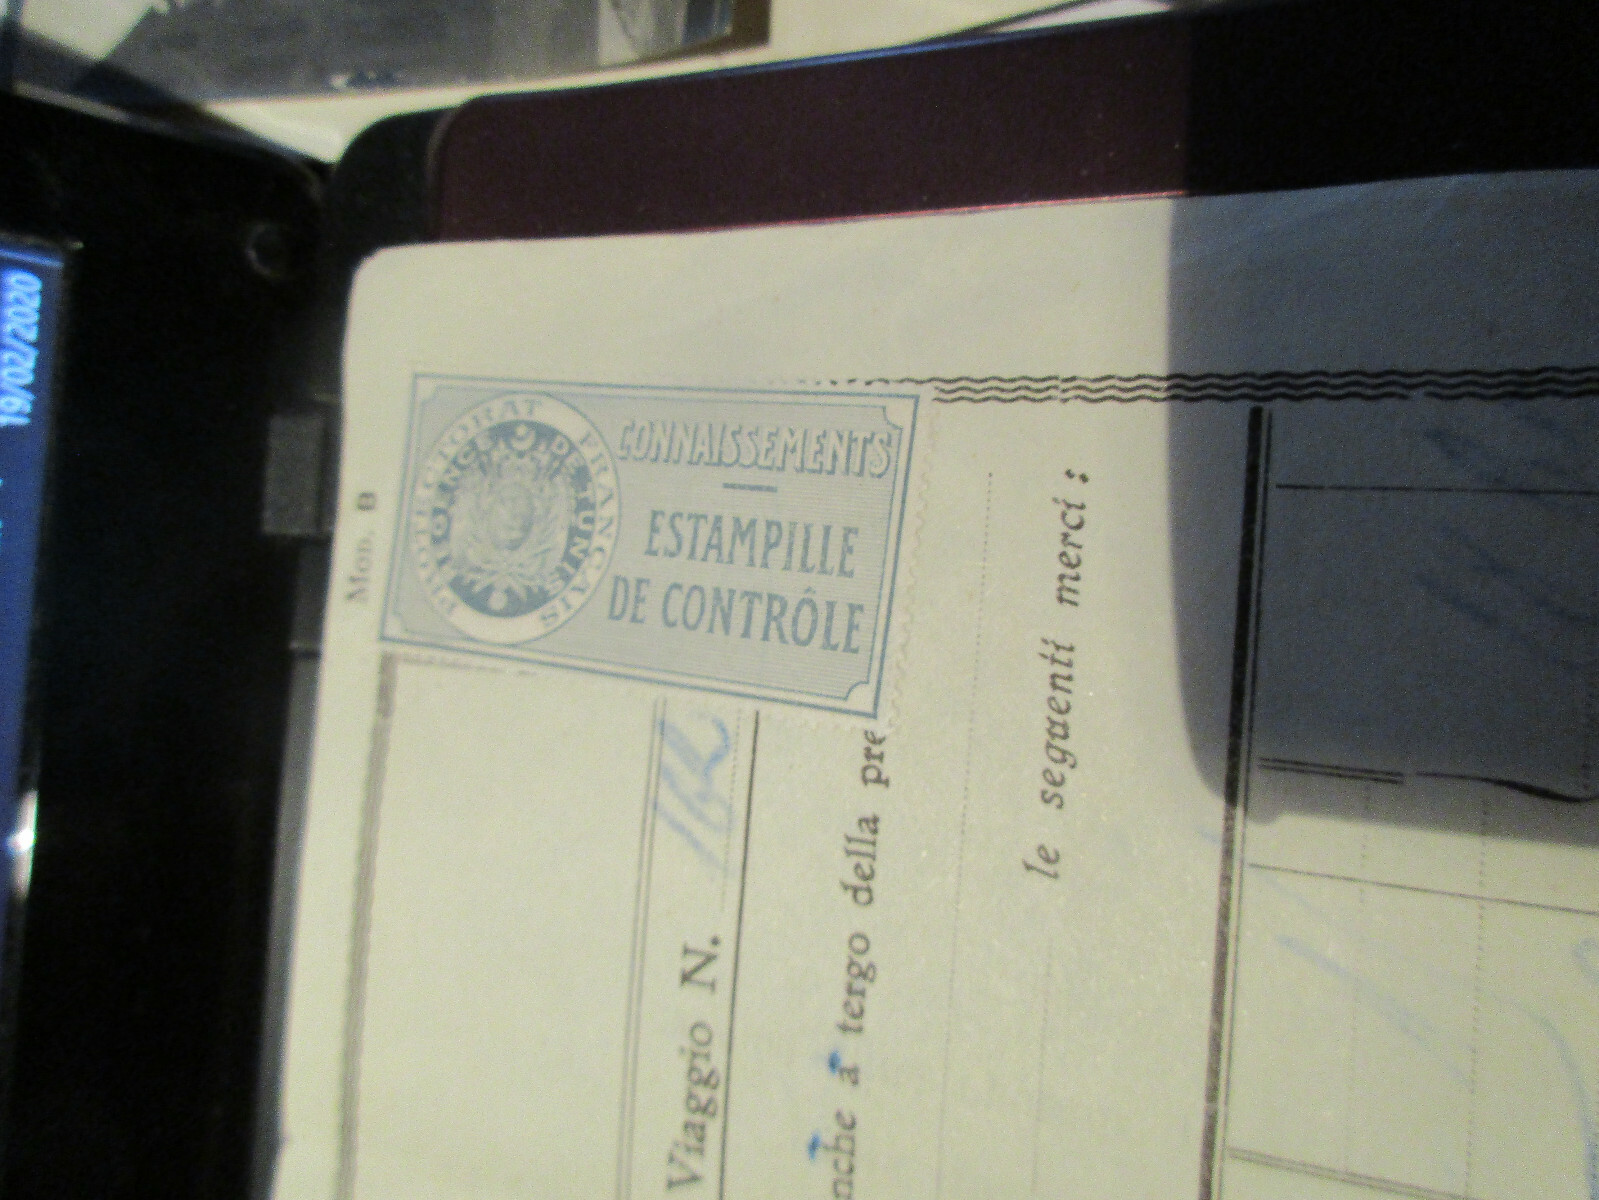 19/02/2020
Mod. B
PROTECTORAT FRANÇAIS
RÉGENCE DE TUNIS
CONNAISSEMENTS
ESTAMPILLE
DE CONTRÔLE
Viaggio N. 162
anche a tergo della pre
le seguenti merci :